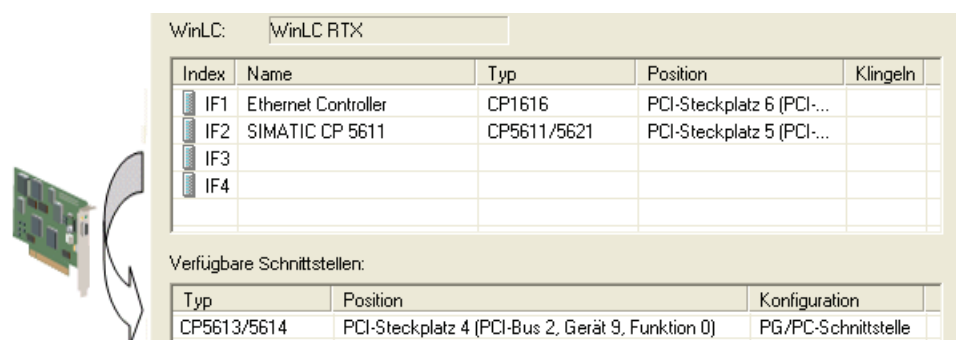 WinLC: WinLC RTX
Index Name Typ Position Klingeln
IF1 Ethernet Controller CP1616 PCI-Steckplatz 6 (PCI-...
IF2 SIMATIC CP 5611 CP5611/5621 PCI-Steckplatz 5 (PCI-...
IF3
IF4
Verfügbare Schnittstellen:
Typ Position Konfiguration
CP5613/5614 PCI-Steckplatz 4 (PCI-Bus 2, Gerät 9, Funktion 0) PG/PC-Schnittstelle